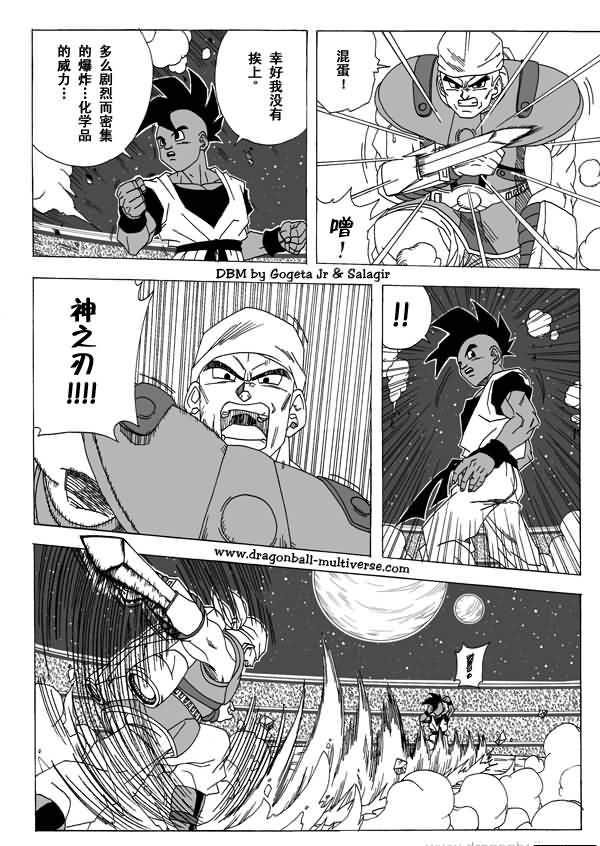 混蛋！
噌！
幸好我没有
挨上。
多么剧烈而密集
的爆炸…化学品
的威力…
DBM by Gogeta Jr & Salagir
!!
神之刃
!!!!
www.dragonball-multiverse.com